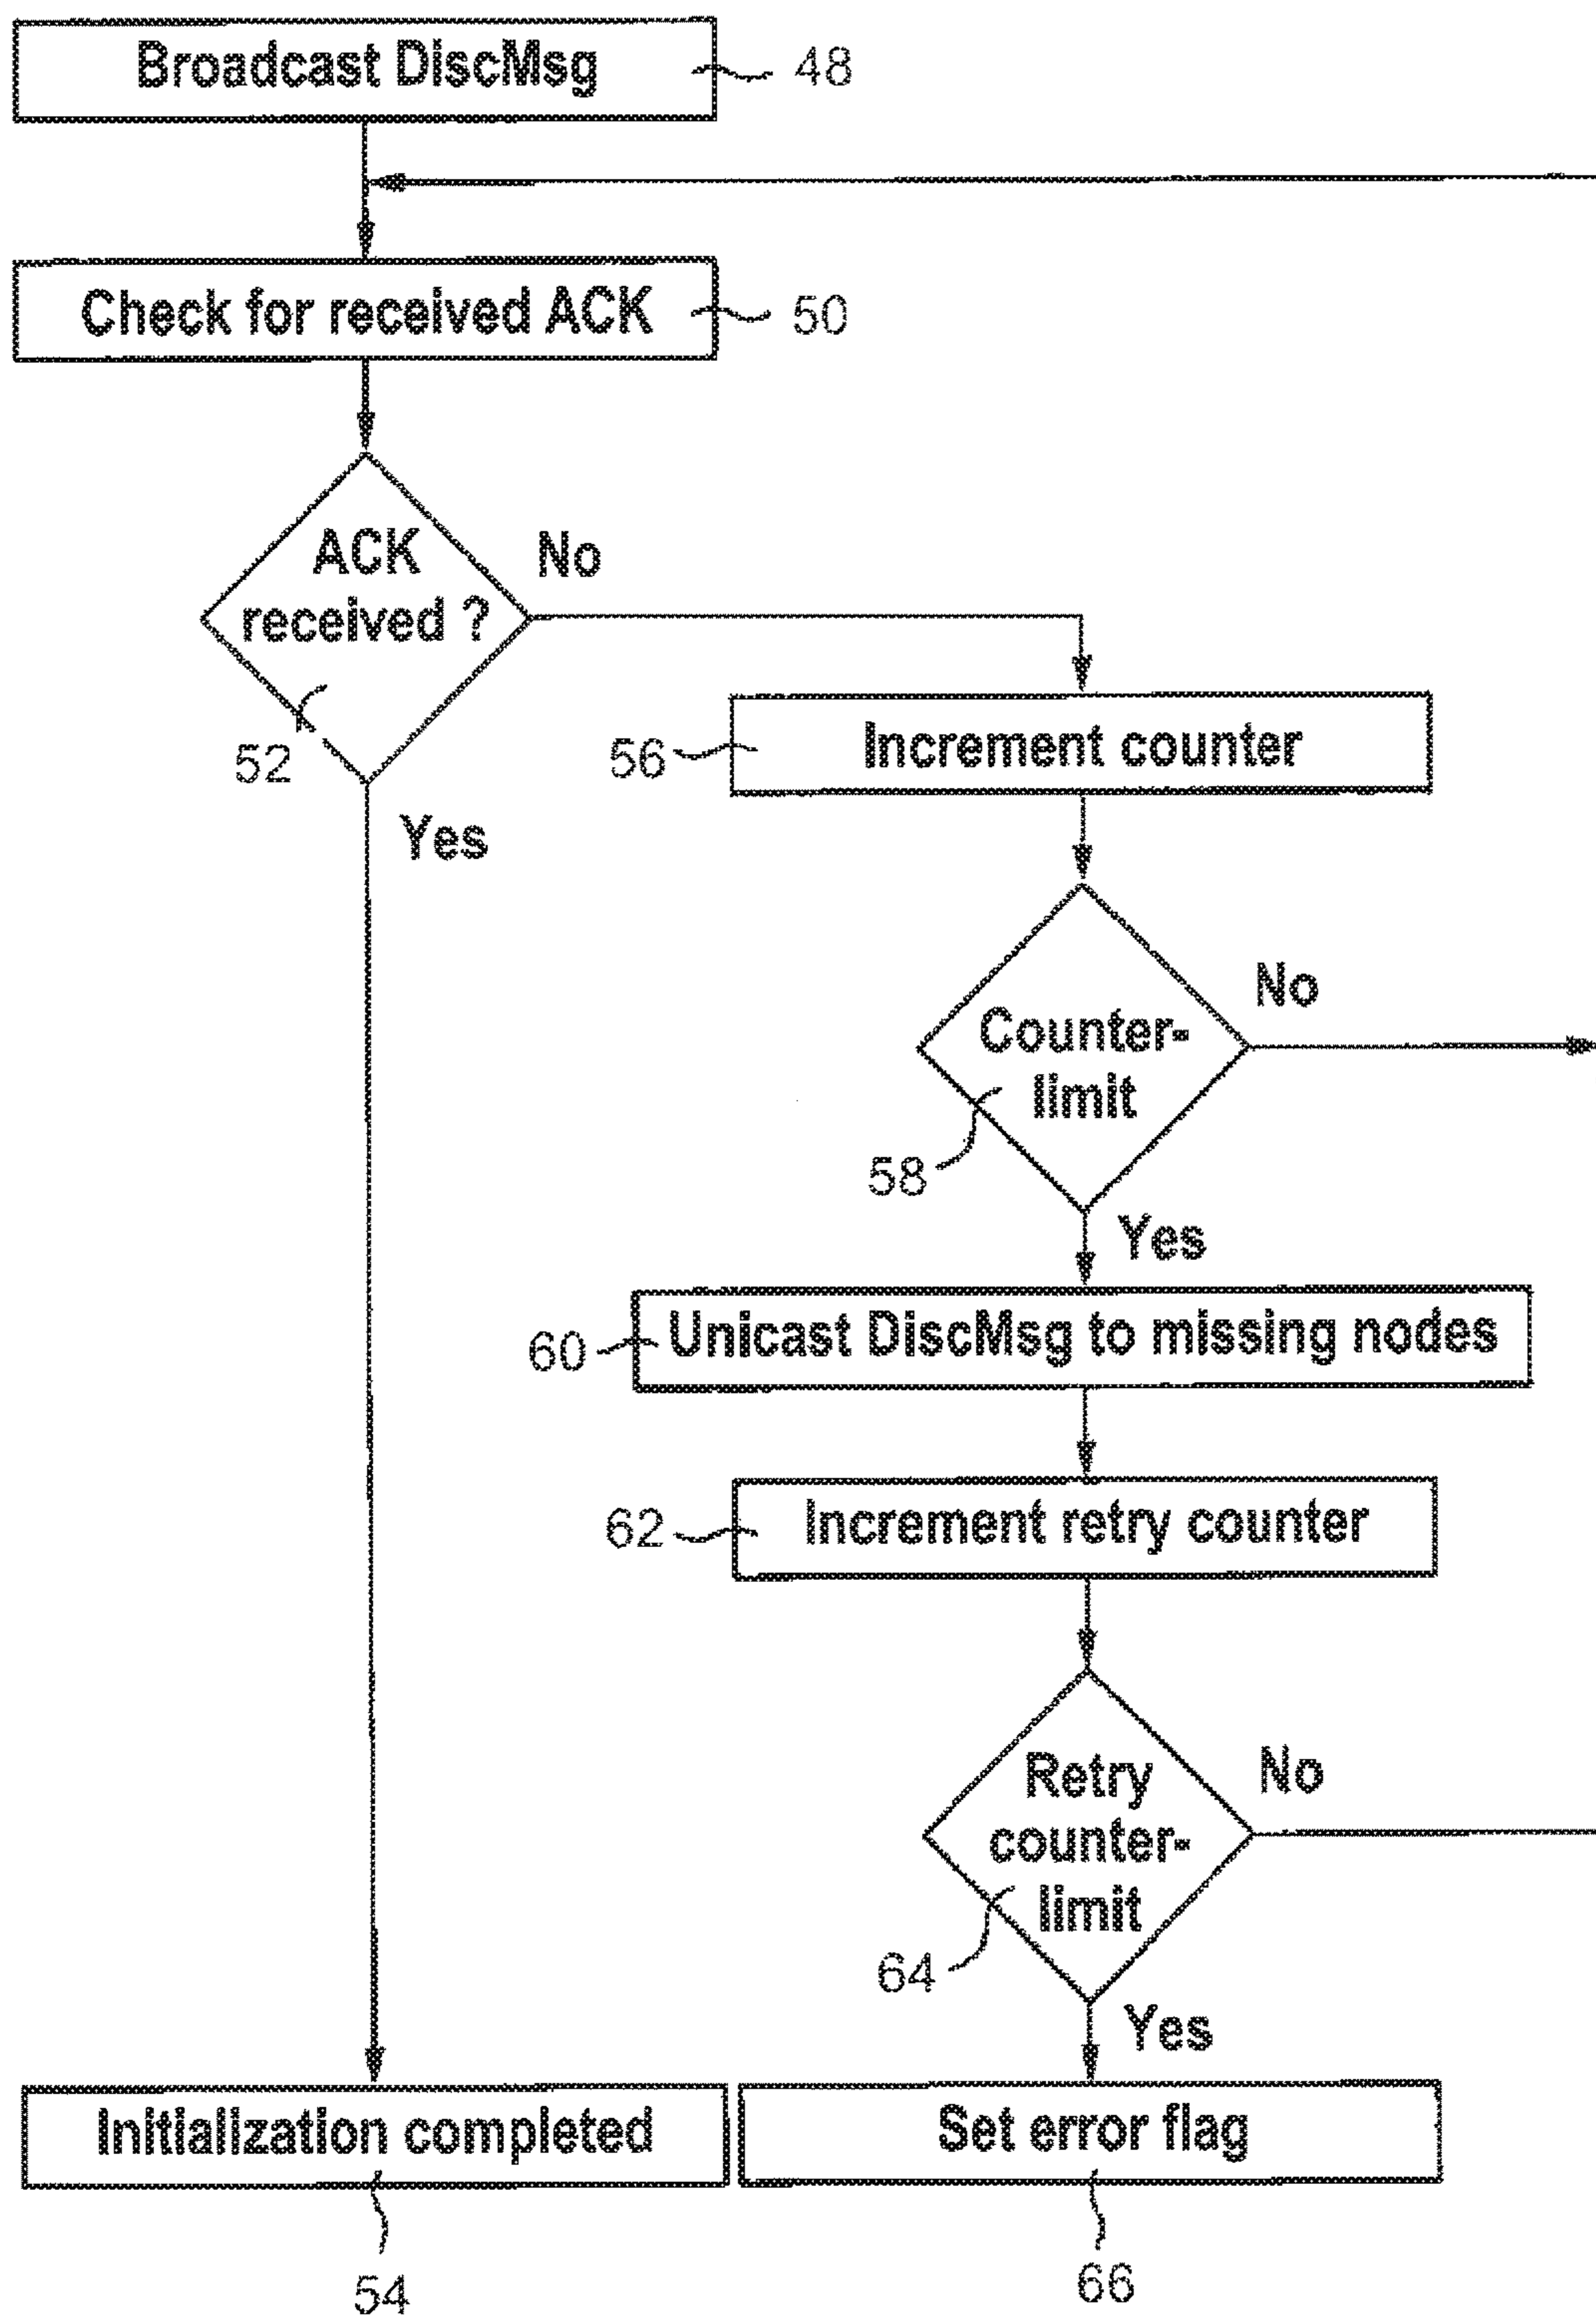 Broadcast DiscMsg
48
Check for received ACK
50
ACK
received ?
No
52
Yes
56
Increment counter
Counter-
limit
No
58
Yes
60
Unicast DiscMsg to missing nodes
62
Increment retry counter
Retry
counter-
limit
No
64
Yes
Initialization completed
Set error flag
54
66